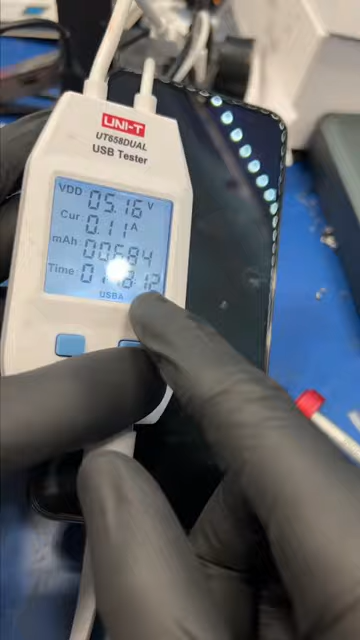 UNI-T
UT658DUAL
USB Tester
VDD 05.16 V
Cur 0.11 A
mAh 00684
Time
USBA